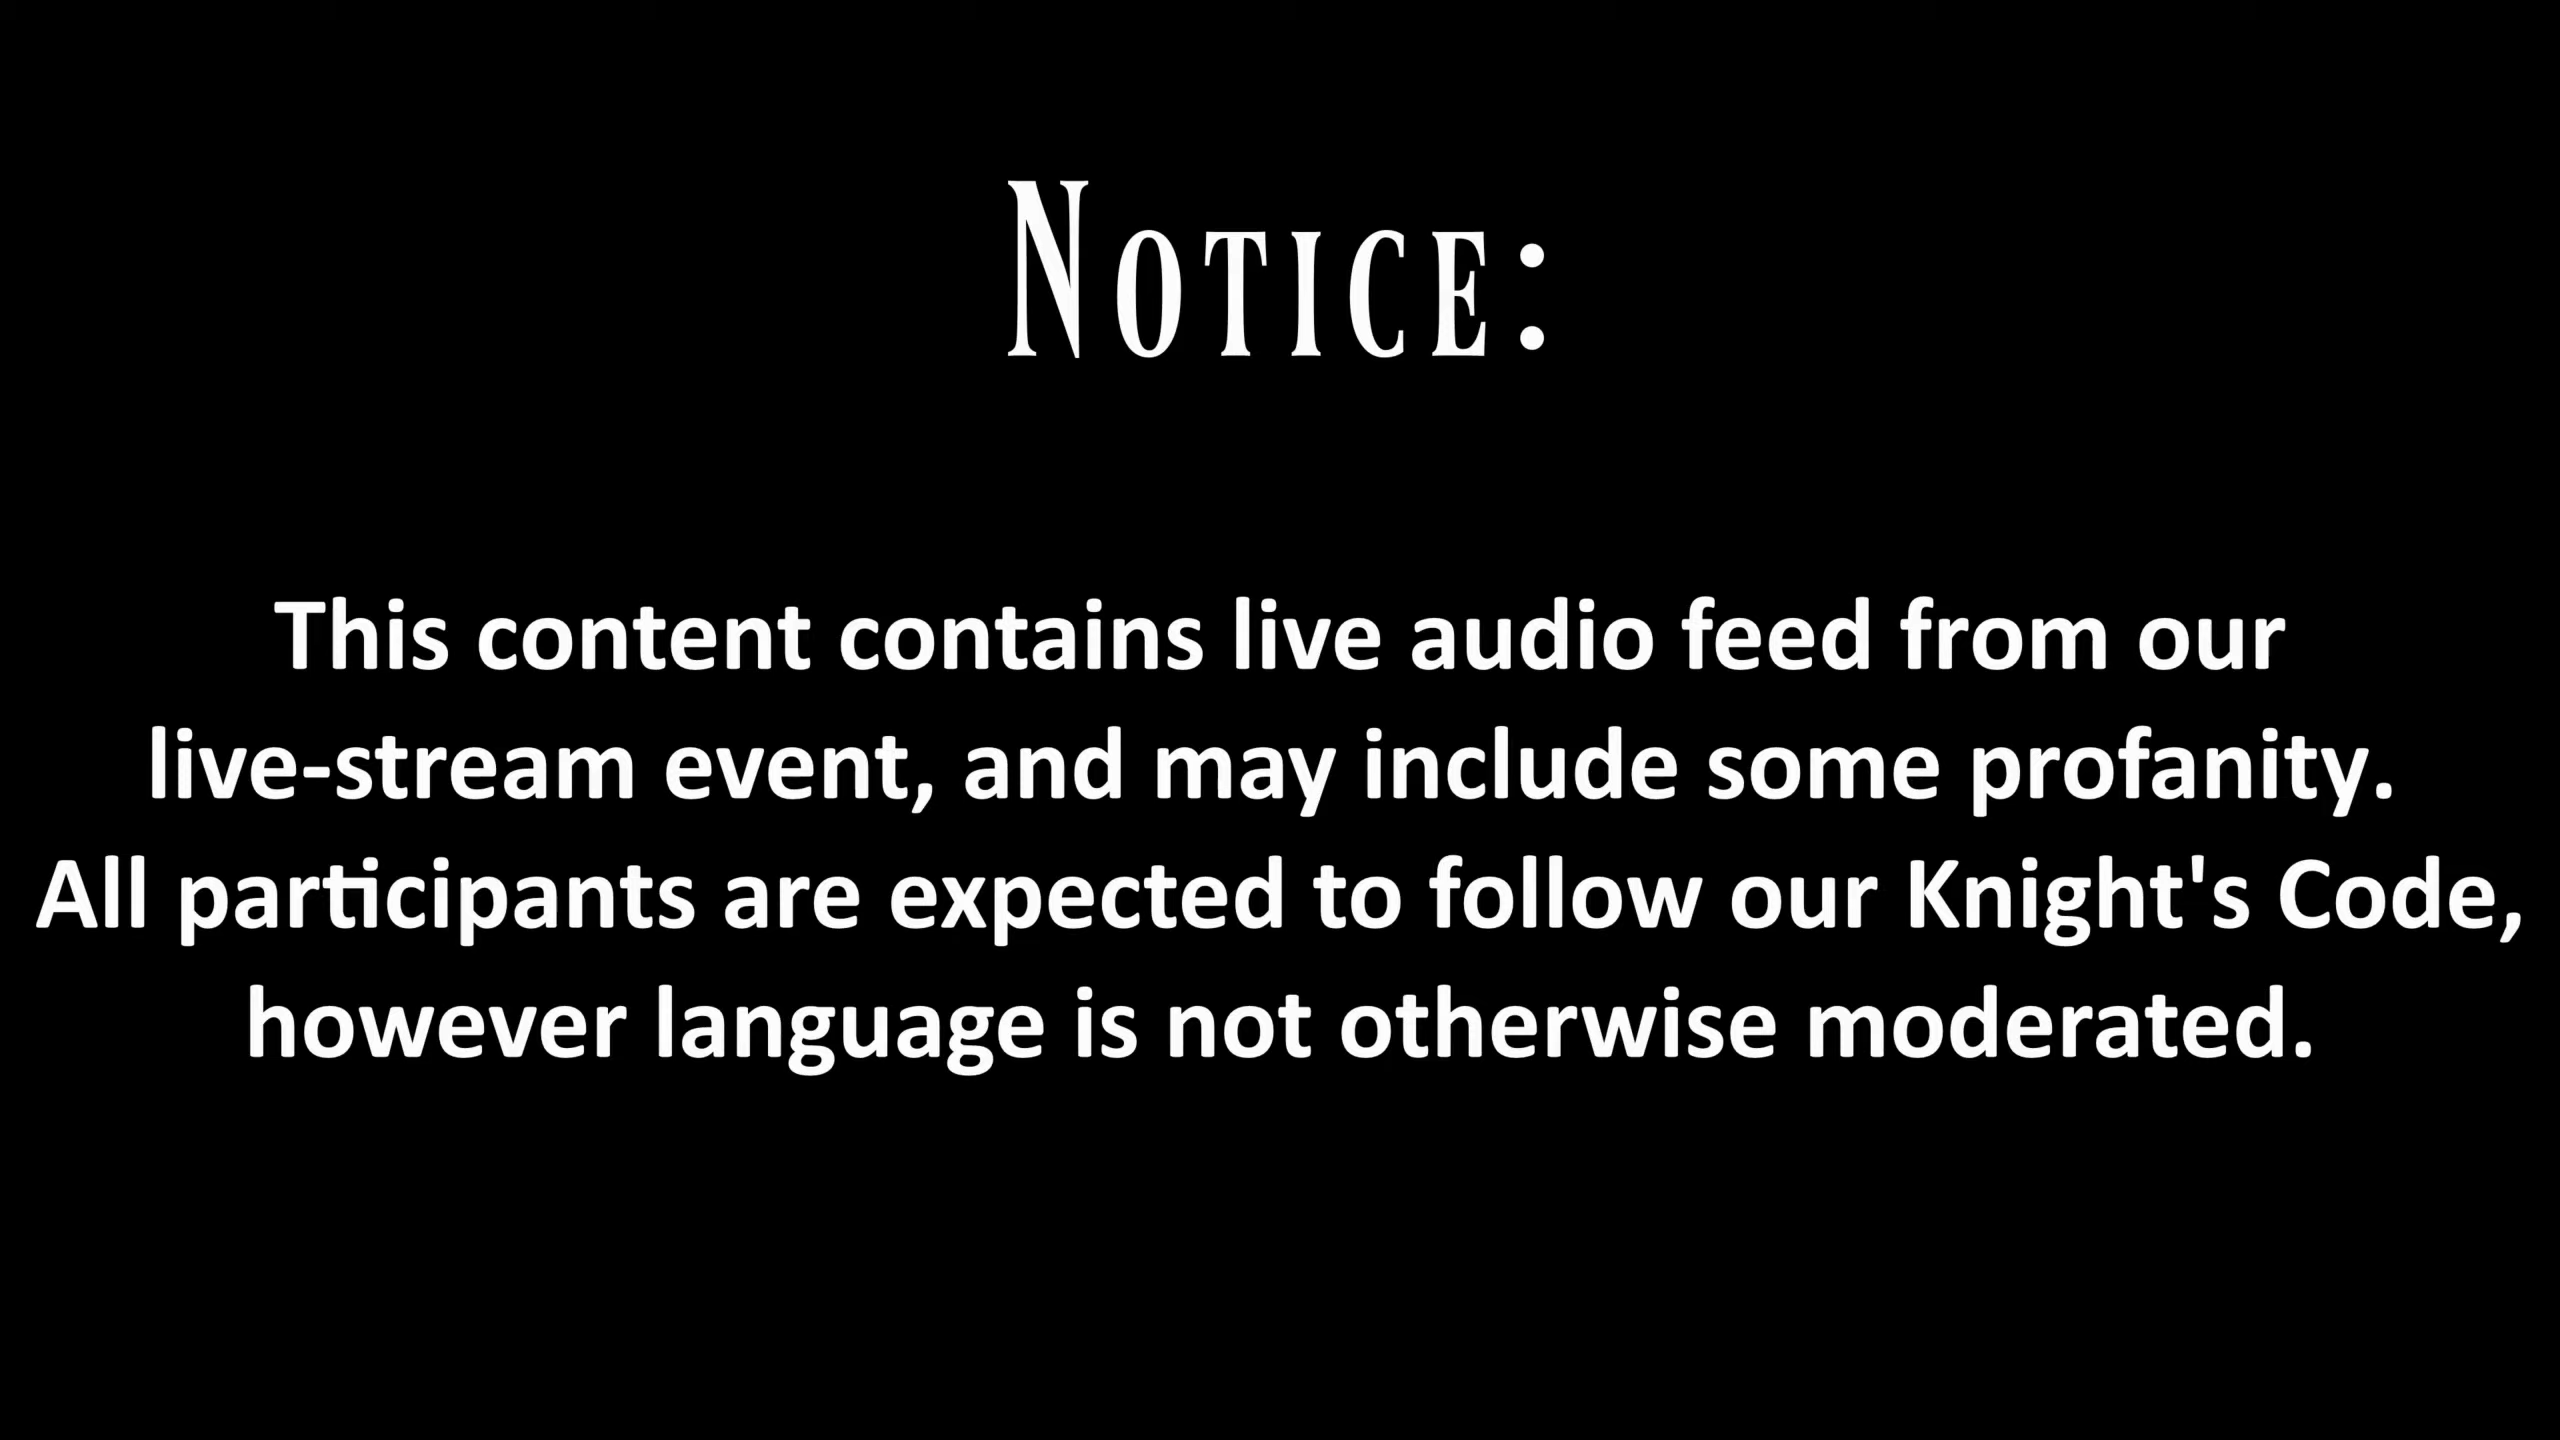 Notice:
This content contains live audio feed from our
live-stream event, and may include some profanity.
All participants are expected to follow our Knight's Code,
however language is not otherwise moderated.